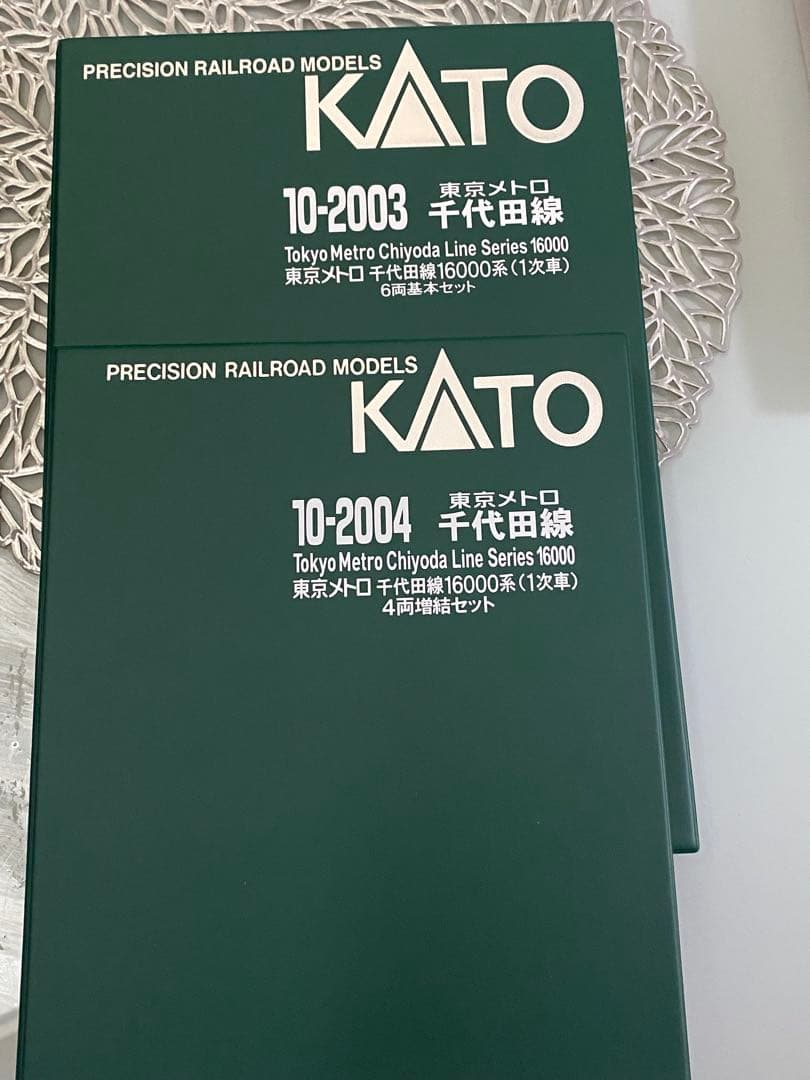 PRECISION RAILROAD MODELS
KATO
10-2003 東京メトロ 千代田線
Tokyo Metro Chiyoda Line Series 16000
東京メトロ 千代田線16000系(1次車)
6両基本セット
PRECISION RAILROAD MODELS
KATO
10-2004 東京メトロ 千代田線
Tokyo Metro Chiyoda Line Series 16000
東京メトロ 千代田線16000系(1次車)
4両増結セット